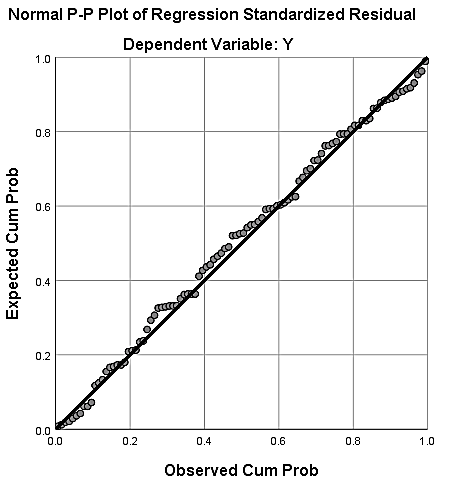 Normal P-P Plot of Regression Standardized Residual
Dependent Variable: Y
1.0
0.8
0.6
0.4
0.2
0.0
Expected Cum Prob
0.0 0.2 0.4 0.6 0.8 1.0
Observed Cum Prob